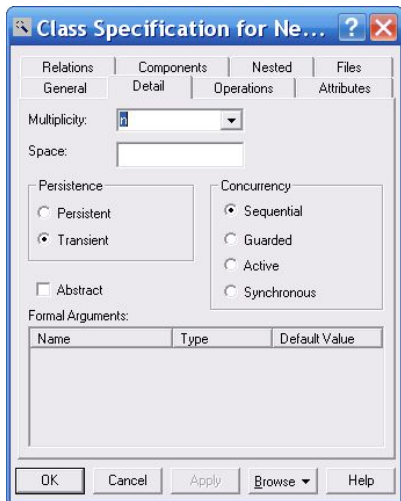 Class Specification for Ne... ?
Relations Components Nested Files
General Detail Operations Attributes
Multiplicity: n
Space:
Persistence
Persistent
Transient
Concurrency
Sequential
Guarded
Active
Synchronous
Abstract
Formal Arguments:
Name Type Default Value
OK Cancel Apply Browse Help